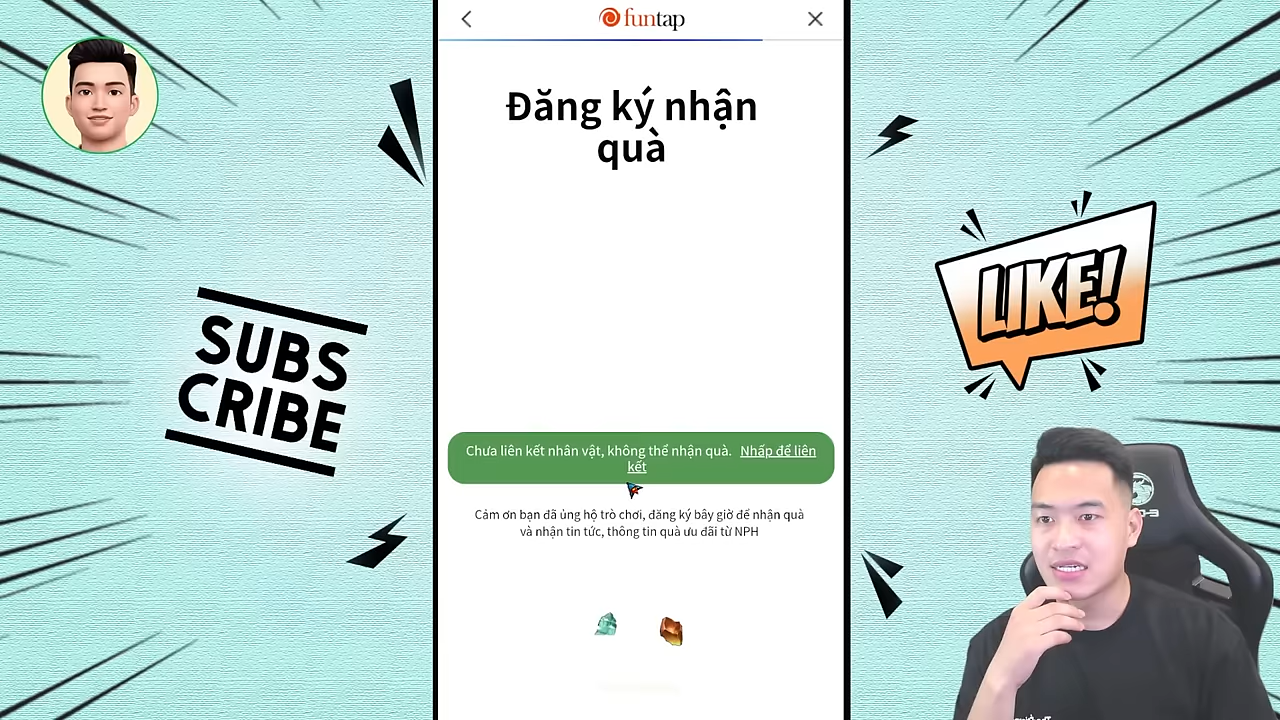 funtap
Đăng ký nhận
quà
SUBS
CRIBE
LIKE!
Chưa liên kết nhân vật, không thể nhận quà. Nhấp để liên
kết
Cảm ơn bạn đã ủng hộ trò chơi, đăng ký bây giờ để nhận quà
và nhận tin tức, thông tin quà ưu đãi từ NPH